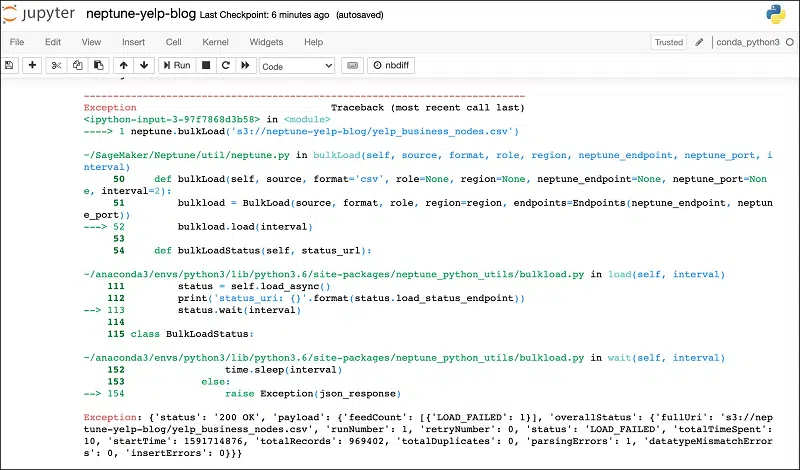 jupyter neptune-yelp-blog Last Checkpoint: 6 minutes ago (autosaved)
File Edit View Insert Cell Kernel Widgets Help
Trusted conda_python3
Run Code nbdiff
---------------------------------------------------------------------------
Exception                                 Traceback (most recent call last)
<ipython-input-3-97f7868d3b58> in <module>
----> 1 neptune.bulkLoad('s3://neptune-yelp-blog/yelp_business_nodes.csv')
~/SageMaker/Neptune/util/neptune.py in bulkLoad(self, source, format, role, region, neptune_endpoint, neptune_port, i
nterval)
     50     def bulkLoad(self, source, format='csv', role=None, region=None, neptune_endpoint=None, neptune_port=Non
e, interval=2):
     51         bulkload = BulkLoad(source, format, role, region=region, endpoints=Endpoints(neptune_endpoint, neptun
e_port))
---> 52         bulkload.load(interval)
     53
     54     def bulkLoadStatus(self, status_url):
~/anaconda3/envs/python3/lib/python3.6/site-packages/neptune_python_utils/bulkload.py in load(self, interval)
    111         status = self.load_async()
    112         print('status_uri: {}'.format(status.load_status_endpoint))
--> 113         status.wait(interval)
    114
    115 class BulkLoadStatus:
~/anaconda3/envs/python3/lib/python3.6/site-packages/neptune_python_utils/bulkload.py in wait(self, interval)
    152                 time.sleep(interval)
    153             else:
--> 154                 raise Exception(json_response)
Exception: {'status': '200 OK', 'payload': {'feedCount': [{'LOAD_FAILED': 1}], 'overallStatus': {'fullUri': 's3://nep
tune-yelp-blog/yelp_business_nodes.csv', 'runNumber': 1, 'retryNumber': 0, 'status': 'LOAD_FAILED', 'totalTimeSpent':
10, 'startTime': 1591714876, 'totalRecords': 969402, 'totalDuplicates': 0, 'parsingErrors': 1, 'datatypeMismatchError
s': 0, 'insertErrors': 0}}}